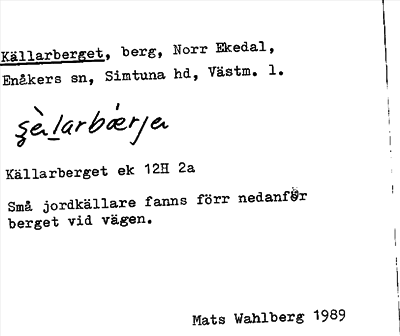 Källarberget, berg, Norr Ekedal,
Enåkers sn, Simtuna hd, Västm. l.
Källarberget ek 12H 2a
Små jordkällare fanns förr nedanför
berget vid vägen.
Mats Wahlberg 1989